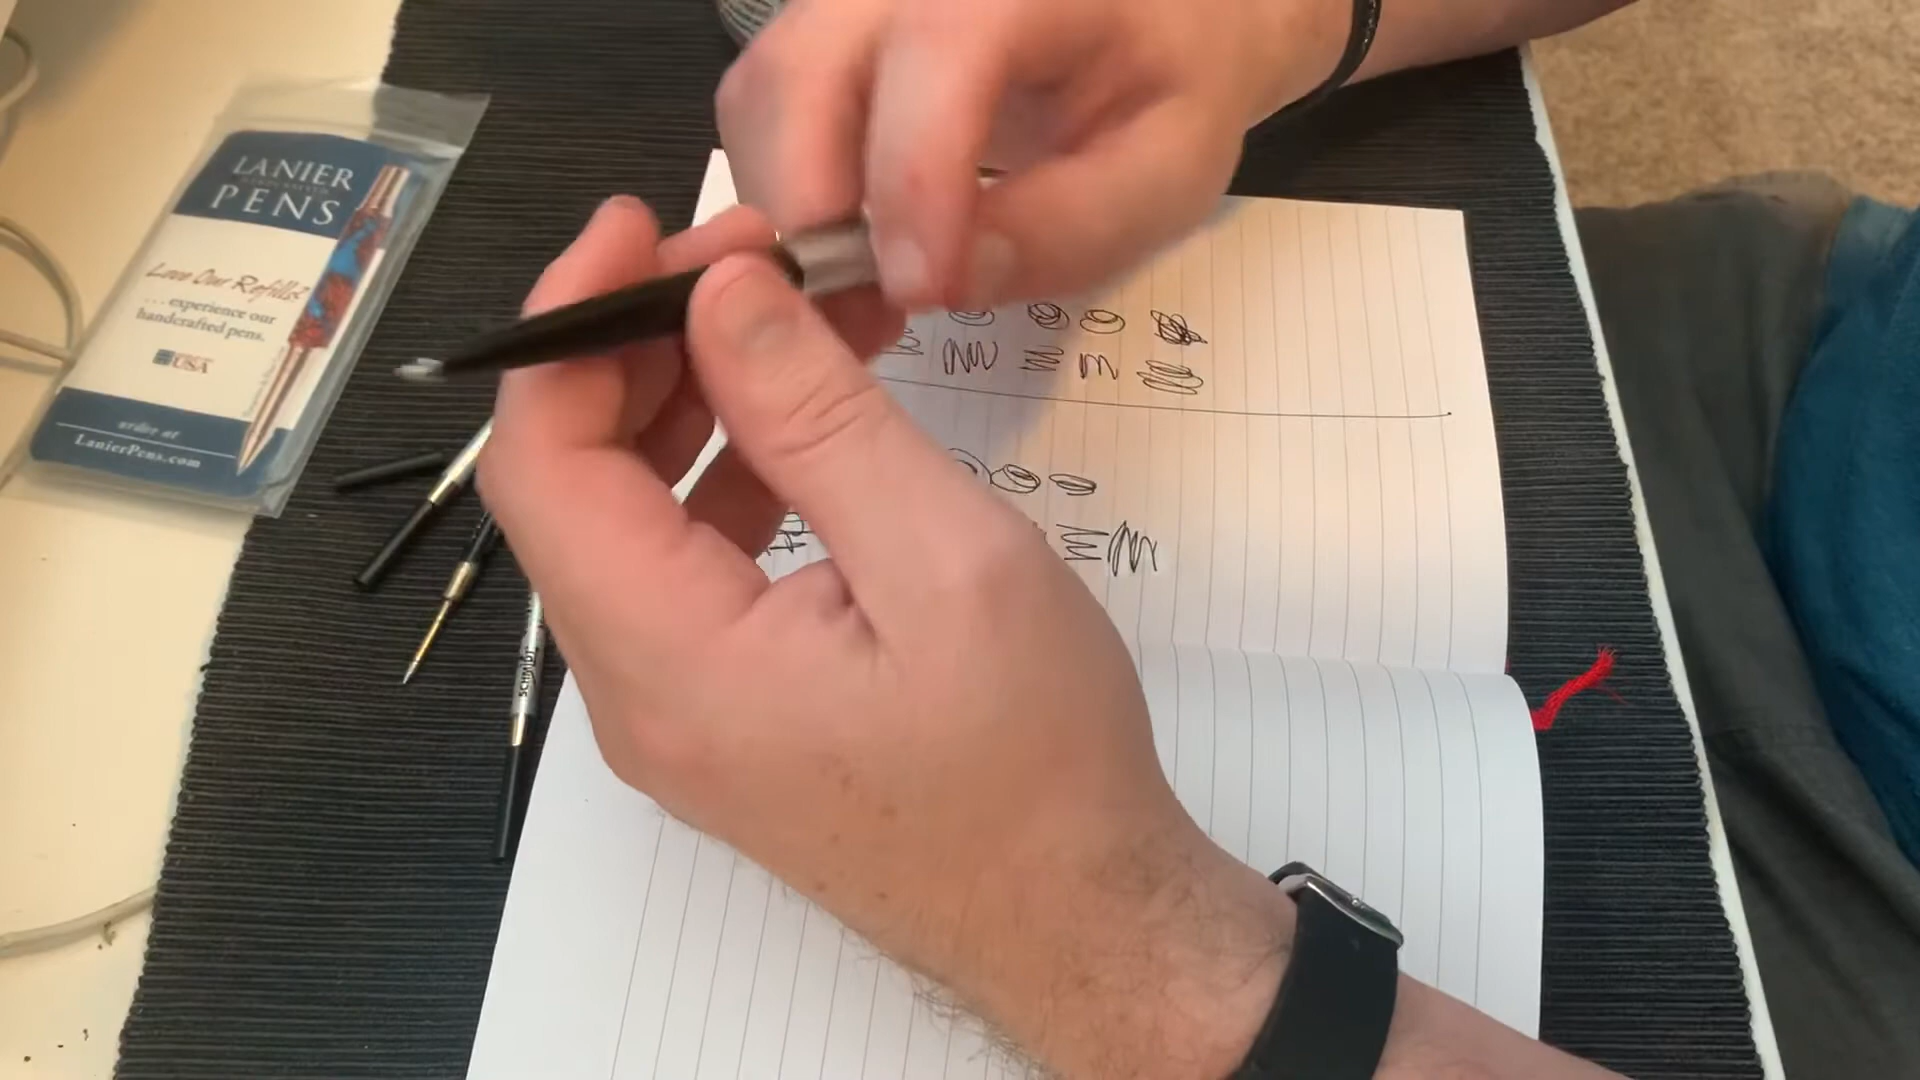 LANIER
PENS
Love Our Refills?
. . . experience our
handcrafted pens.
USA
order at
LanierPens.com
SCHMIDT